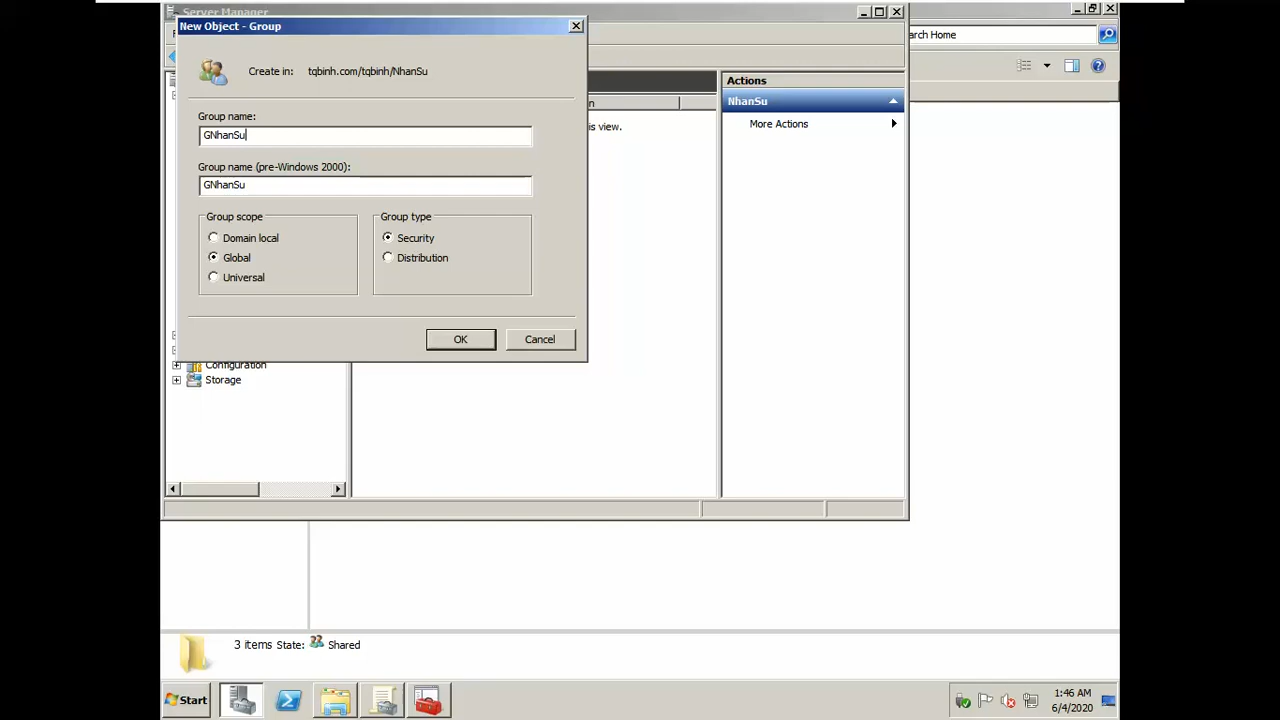 Server Manager
New Object - Group
Create in: tqbinh.com/tqbinh/NhanSu
Group name:
GNhanSu
Group name (pre-Windows 2000):
GNhanSu
Group scope
Domain local
Global
Universal
Group type
Security
Distribution
OK
Cancel
is view.
Actions
NhanSu
More Actions
arch Home
Configuration
Storage
3 items State: Shared
Start
1:46 AM
6/4/2020